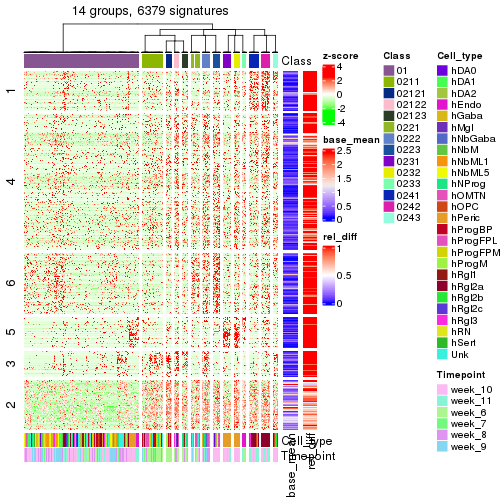 14 groups, 6379 signatures
Class
1
4
6
5
3
2
Cell_type
Timepoint
base_mean
rel_diff
z-score
4
2
0
-2
-4
base_mean
2.5
2
1.5
1
0.5
0
rel_diff
1
0.5
0
Class
01
0211
02121
02122
02123
0221
0222
0223
0231
0232
0233
0241
0242
0243
Cell_type
hDA0
hDA1
hDA2
hEndo
hGaba
hMgl
hNbGaba
hNbM
hNbML1
hNbML5
hNProg
hOMTN
hOPC
hPeric
hProgBP
hProgFPL
hProgFPM
hProgM
hRgl1
hRgl2a
hRgl2c
hRgl3
hRN
hSert
Unk
Timepoint
week_10
week_11
week_6
week_7
week_8
week_9